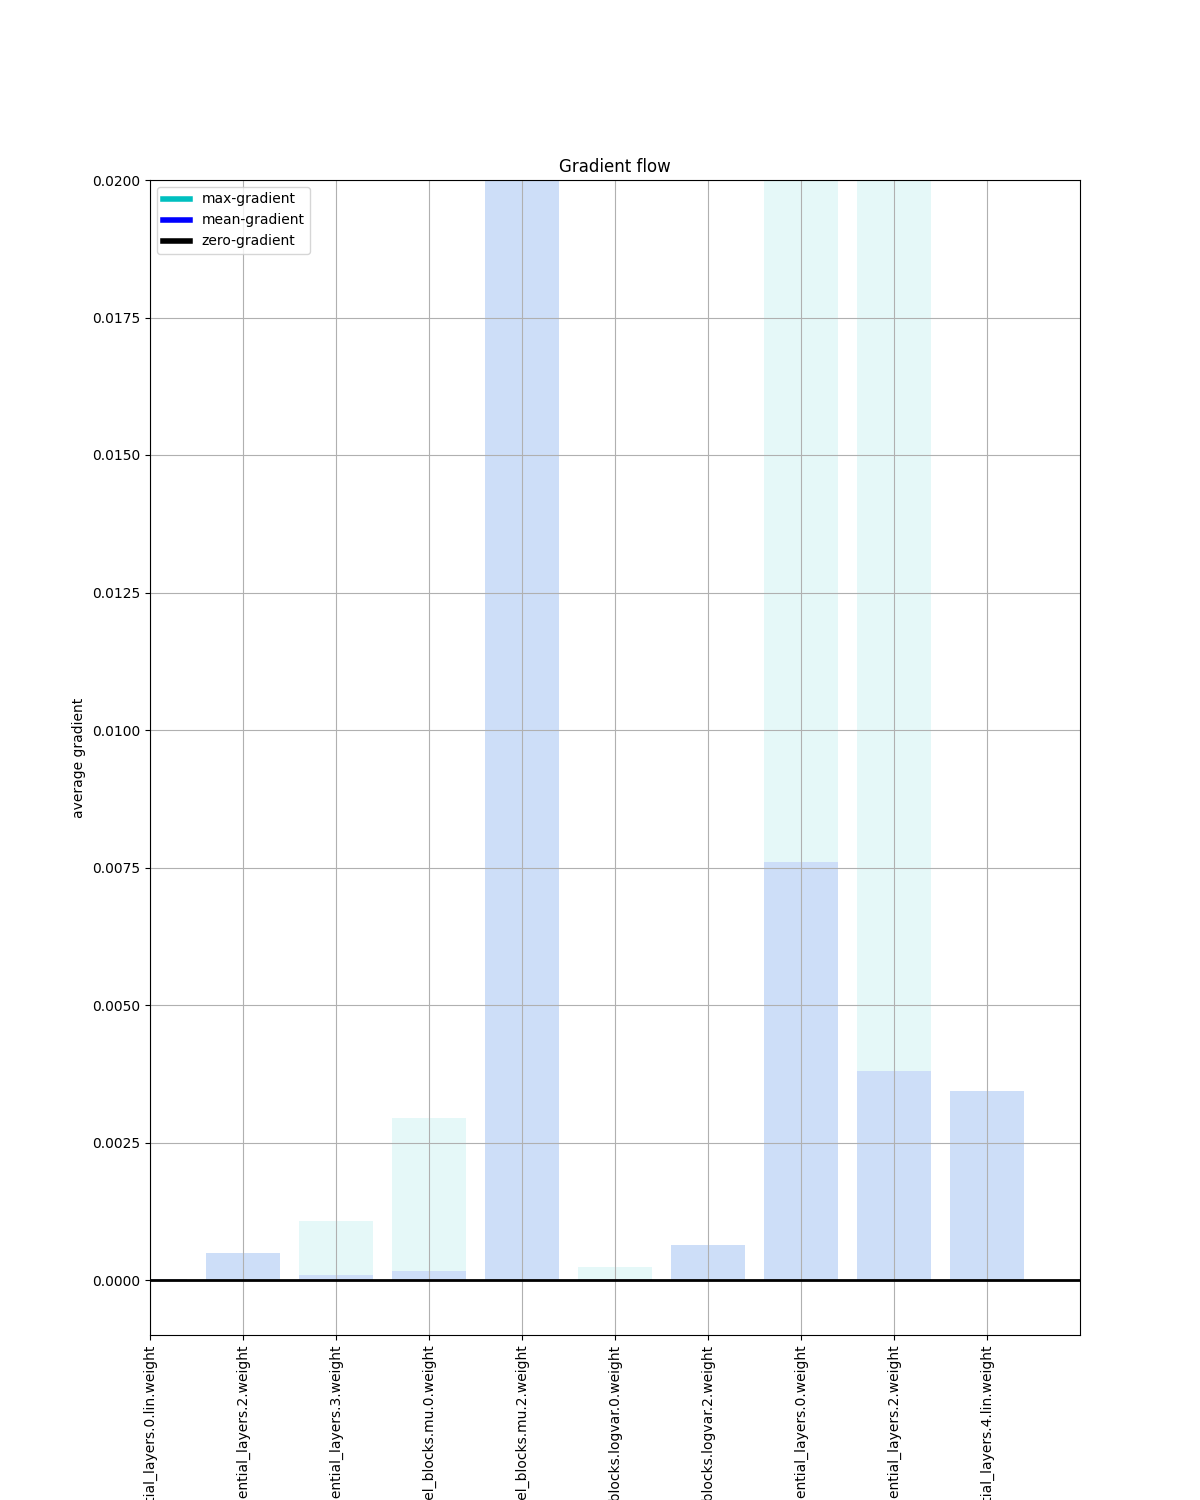 Gradient flow
max-gradient
mean-gradient
zero-gradient
0.0200
0.0175
0.0150
0.0125
0.0100
0.0075
0.0050
0.0025
0.0000
average gradient
tial_layers.0.lin.weight
ential_layers.2.weight
ential_layers.3.weight
el_blocks.mu.0.weight
el_blocks.mu.2.weight
blocks.logvar.0.weight
blocks.logvar.2.weight
ential_layers.0.weight
ential_layers.2.weight
tial_layers.4.lin.weight